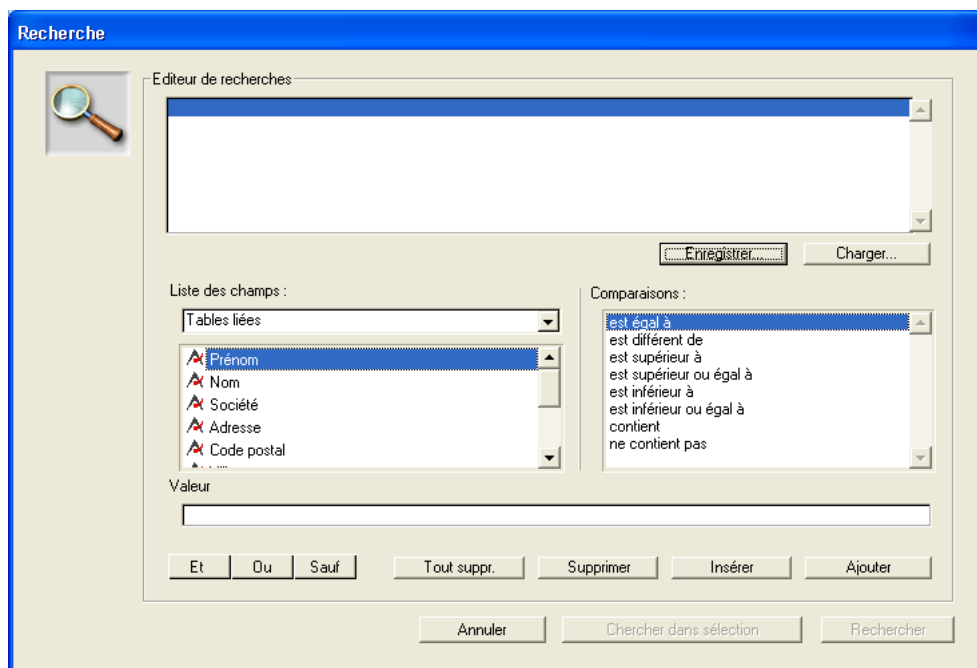 Recherche
Editeur de recherches
Enregistrer...
Charger...
Liste des champs :
Comparaisons :
Tables liées
Prénom
Nom
Société
Adresse
Code postal
est égal à
est différent de
est supérieur à
est supérieur ou égal à
est inférieur à
est inférieur ou égal à
contient
ne contient pas
Valeur
Et
Ou
Sauf
Tout suppr.
Supprimer
Insérer
Ajouter
Annuler
Chercher dans sélection
Rechercher